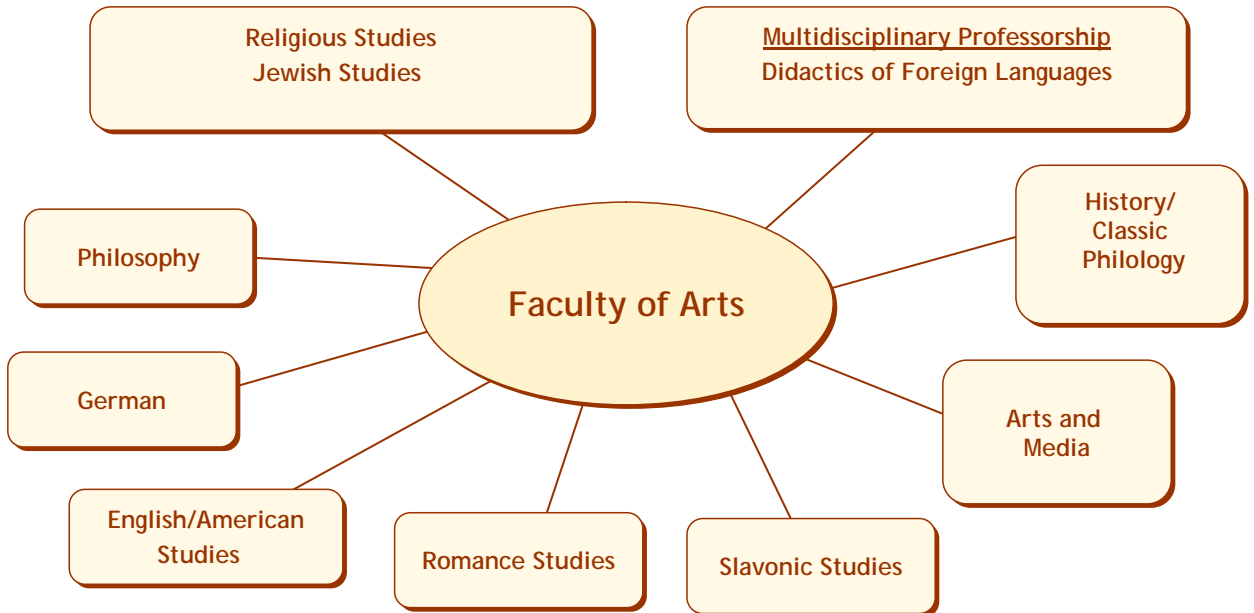 Religious Studies
Jewish Studies
Multidisciplinary Professorship
Didactics of Foreign Languages
History/
Classic
Philology
Philosophy
Faculty of Arts
German
Arts and
Media
English/American
Studies
Romance Studies
Slavonic Studies